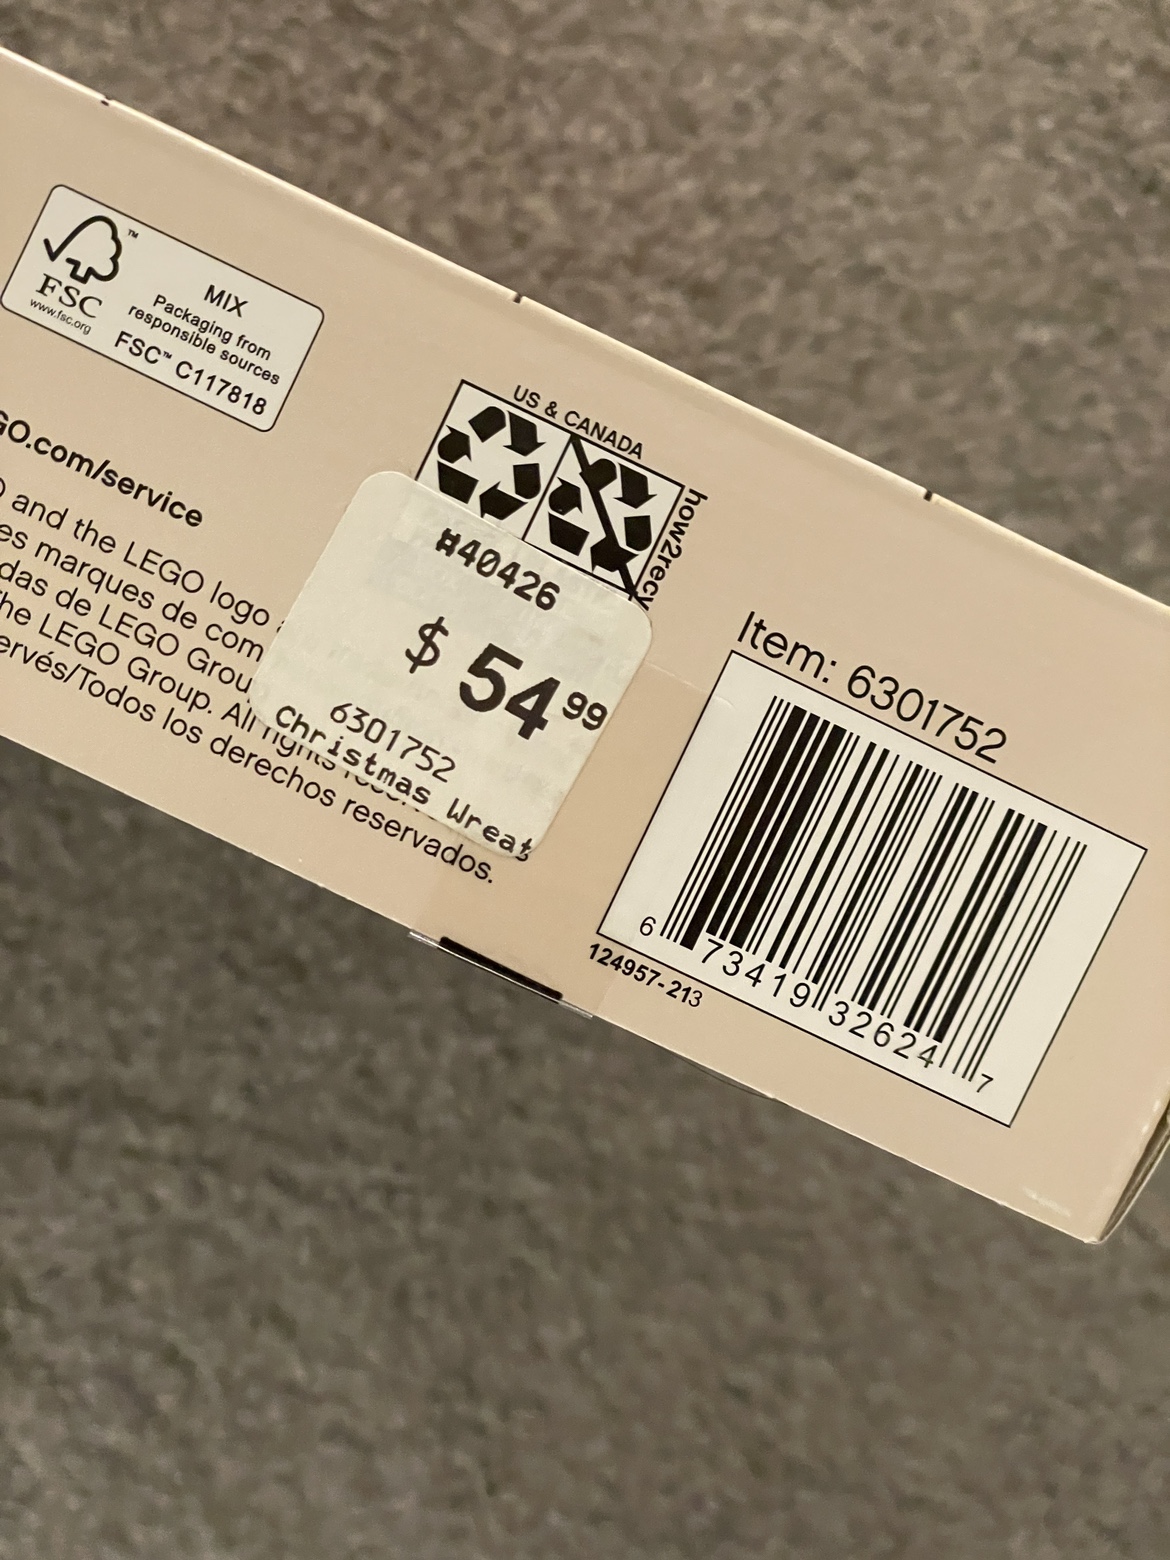 FSC
™
www.fsc.org
MIX
Packaging from
responsible sources
FSC™ C117818
GO.com/service
and the LEGO logo
es marques de com
das de LEGO Grou
he LEGO Group. All rights
ervés/Todos los derechos reservados.
US & CANADA
how2recy
#40426
$ 54 99
6301752
Christmas Wreat
Item: 6301752
6 73419 32624 7
124957-213